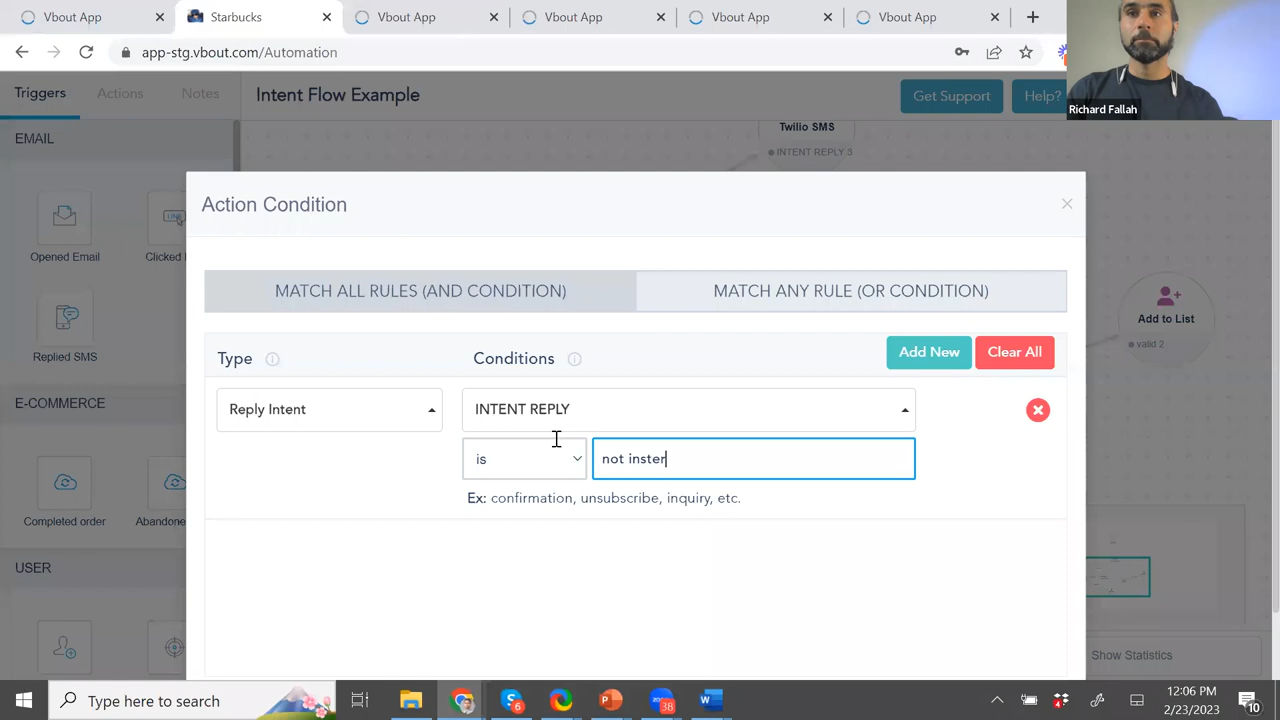 Vbout App
Starbucks
Vbout App
Vbout App
Vbout App
Vbout App
app-stg.vbout.com/Automation
Richard Fallah
Triggers
Actions
Notes
Intent Flow Example
Get Support
Help?
EMAIL
Opened Email
Clicked
Replied SMS
E-COMMERCE
Completed order
Abandone
USER
Twilio SMS
INTENT REPLY 3
Add to List
valid 2
Show Statistics
Action Condition
MATCH ALL RULES (AND CONDITION)
MATCH ANY RULE (OR CONDITION)
Type
Conditions
Add New
Clear All
Reply Intent
INTENT REPLY
is
not inster
Ex: confirmation, unsubscribe, inquiry, etc.
Type here to search
6
38
4
12:06 PM
2/23/2023
10